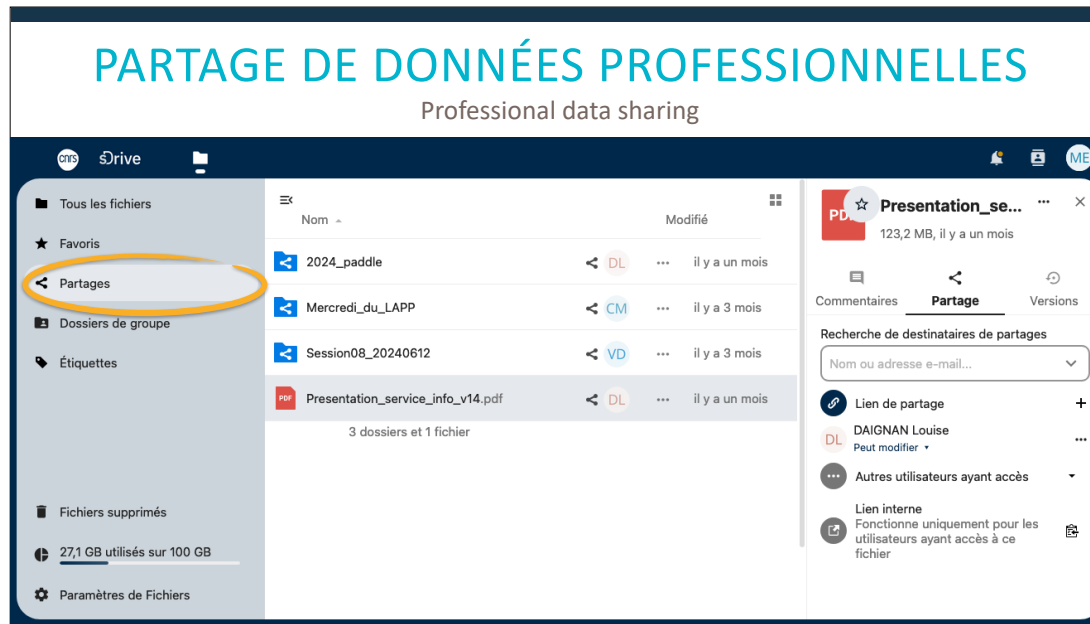 PARTAGE DE DONNÉES PROFESSIONNELLES
Professional data sharing
cnrs
Drive
ME
Tous les fichiers
Favoris
Partages
Dossiers de groupe
Étiquettes
Fichiers supprimés
27,1 GB utilisés sur 100 GB
Paramètres de Fichiers
Nom
Modifié
2024_paddle
DL
il y a un mois
Mercredi_du_LAPP
CM
il y a 3 mois
Session08_20240612
VD
il y a 3 mois
PDF
Presentation_service_info_v14.pdf
DL
il y a un mois
3 dossiers et 1 fichier
Presentation_se...
123,2 MB, il y a un mois
Commentaires
Partage
Versions
Recherche de destinataires de partages
Nom ou adresse e-mail...
Lien de partage
DL
DAIGNAN Louise
Peut modifier
Autres utilisateurs ayant accès
Lien interne
Fonctionne uniquement pour les
utilisateurs ayant accès à ce
fichier